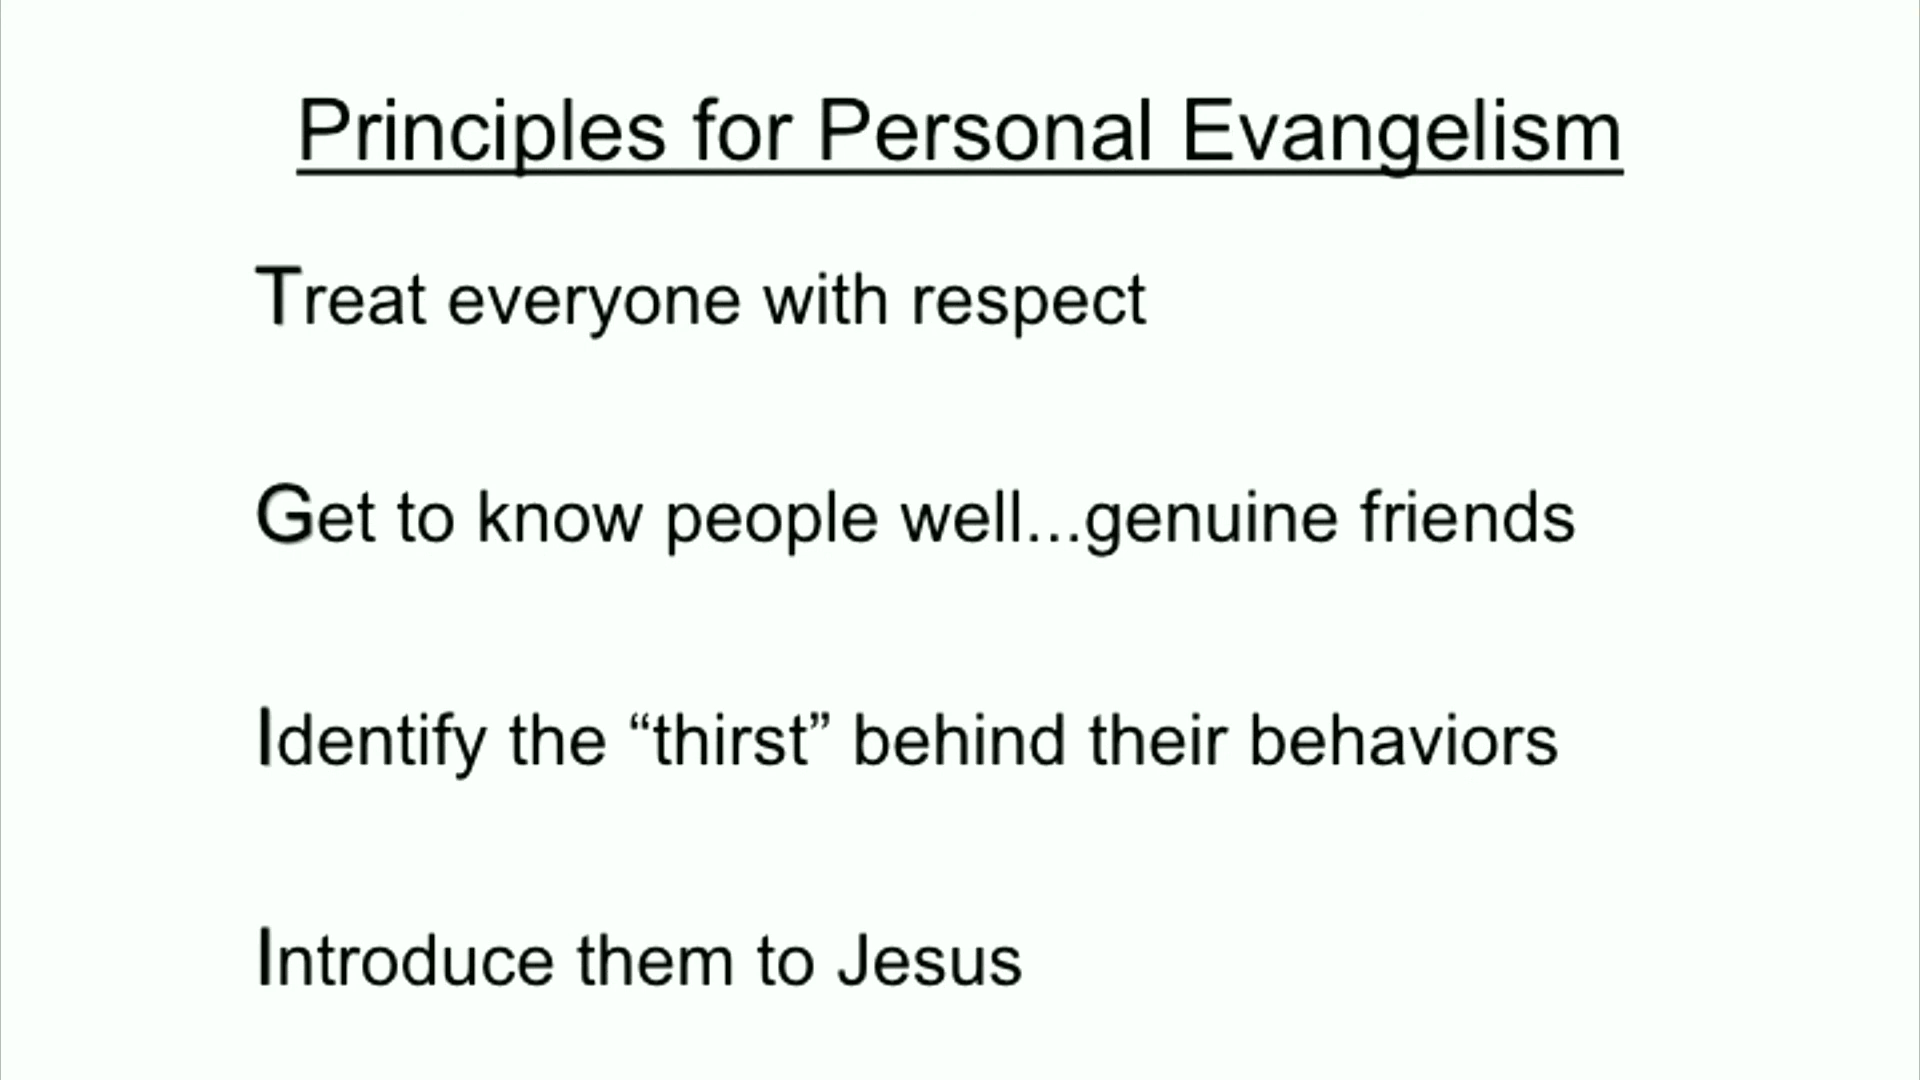 Principles for Personal Evangelism
Treat everyone with respect
Get to know people well...genuine friends
Identify the “thirst” behind their behaviors
Introduce them to Jesus